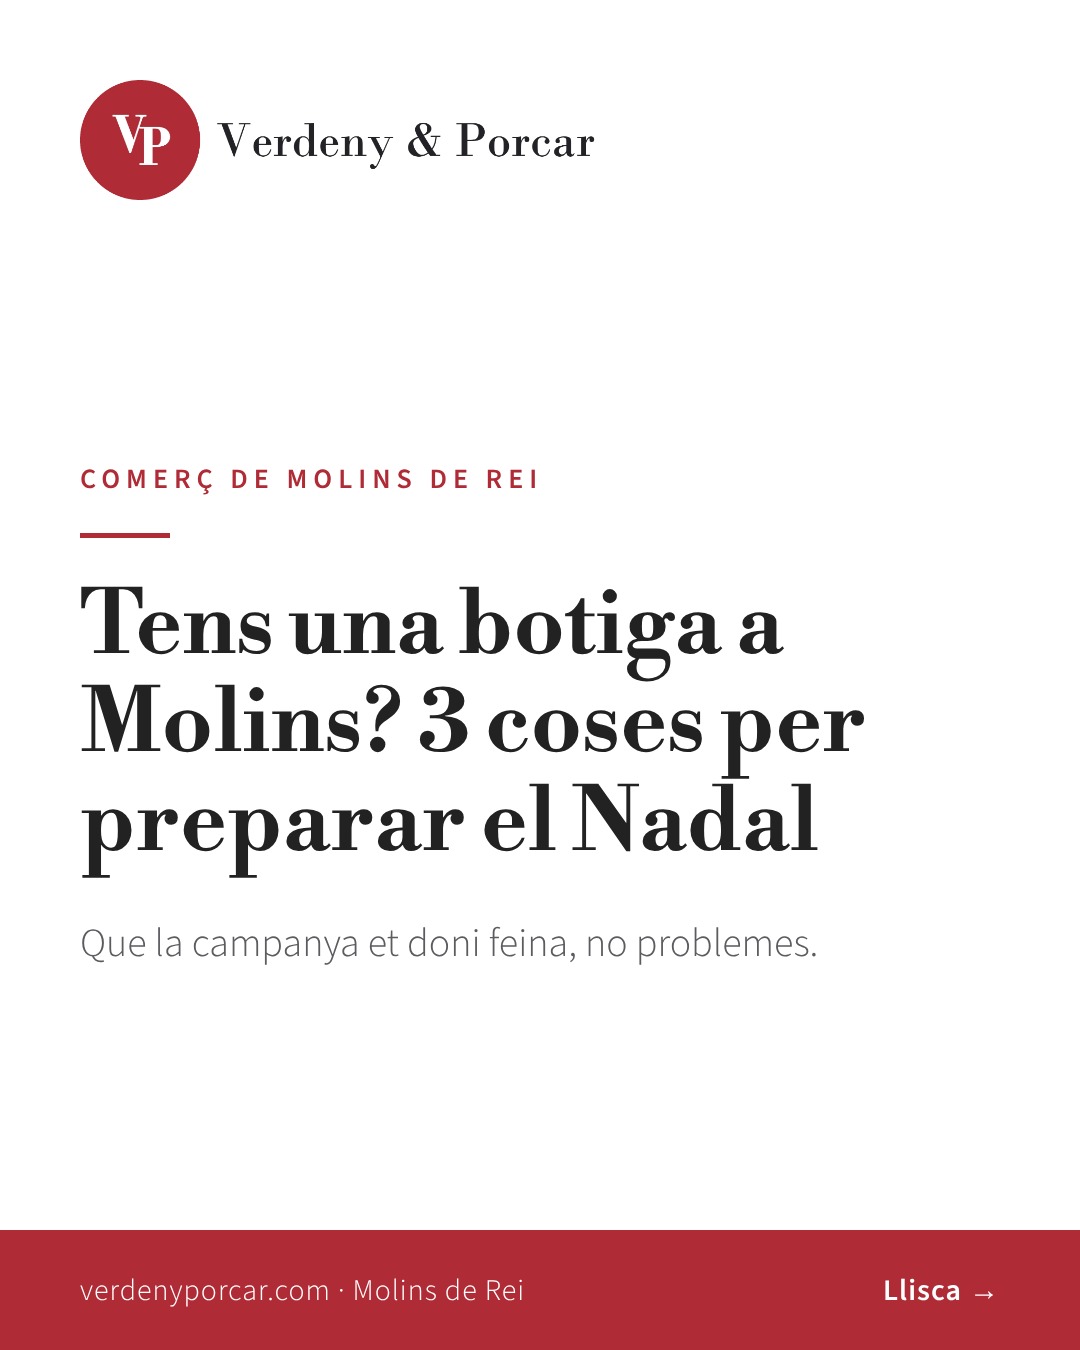 VP
Verdeny & Porcar
COMERÇ DE MOLINS DE REI
Tens una botiga a
Molins? 3 coses per
preparar el Nadal
Que la campanya et doni feina, no problemes.
verdenyporcar.com · Molins de Rei
Llisca →